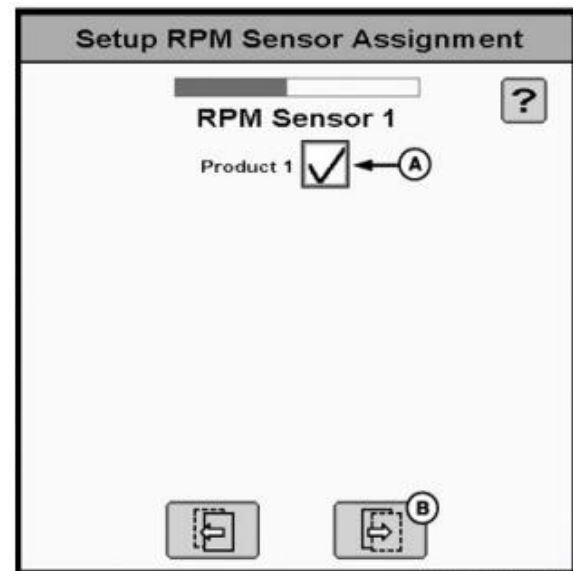 Setup RPM Sensor Assignment
?
RPM Sensor 1
Product 1 A
B